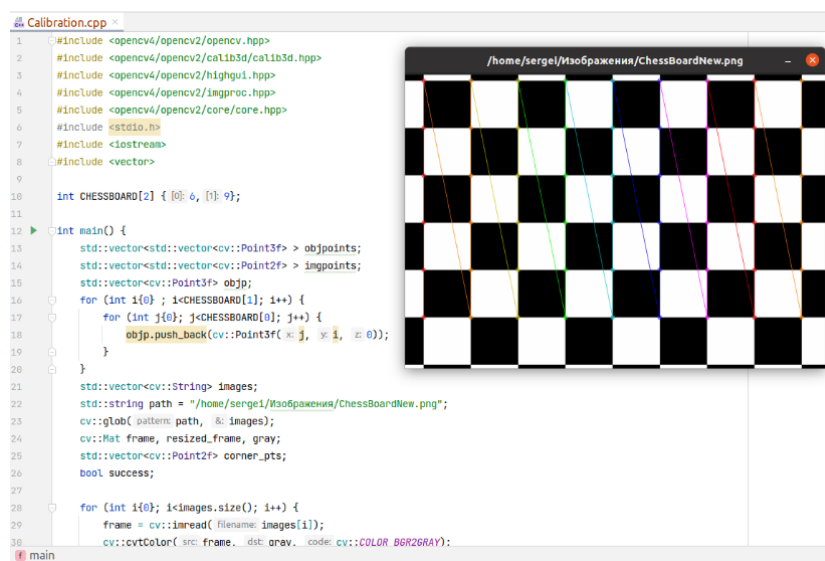 Calibration.cpp ×
1 #include <opencv4/opencv2/opencv.hpp>
2 #include <opencv4/opencv2/calib3d/calib3d.hpp>
3 #include <opencv4/opencv2/highgui.hpp>
4 #include <opencv4/opencv2/imgproc.hpp>
5 #include <opencv4/opencv2/core/core.hpp>
6 #include <stdio.h>
7 #include <iostream>
8 #include <vector>
9
10 int CHESSBOARD[2] { [0]: 6, [1]: 9};
11
12 int main() {
13 std::vector<std::vector<cv::Point3f> > objpoints;
14 std::vector<std::vector<cv::Point2f> > imgpoints;
15 std::vector<cv::Point3f> objp;
16 for (int i{0} ; i<CHESSBOARD[1]; i++) {
17 for (int j{0}; j<CHESSBOARD[0]; j++) {
18 objp.push_back(cv::Point3f( x: j, y: i, z: 0));
19 }
20 }
21 std::vector<cv::String> images;
22 std::string path = "/home/sergei/Изображения/ChessBoardNew.png";
23 cv::glob( pattern: path, &: images);
24 cv::Mat frame, resized_frame, gray;
25 std::vector<cv::Point2f> corner_pts;
26 bool success;
27
28 for (int i{0}; i<images.size(); i++) {
29 frame = cv::imread( filename: images[i]);
30 cv::cvtColor( src: frame, dst: gray, code: cv::COLOR_BGR2GRAY);
f main
/home/sergei/Изображения/ChessBoardNew.png